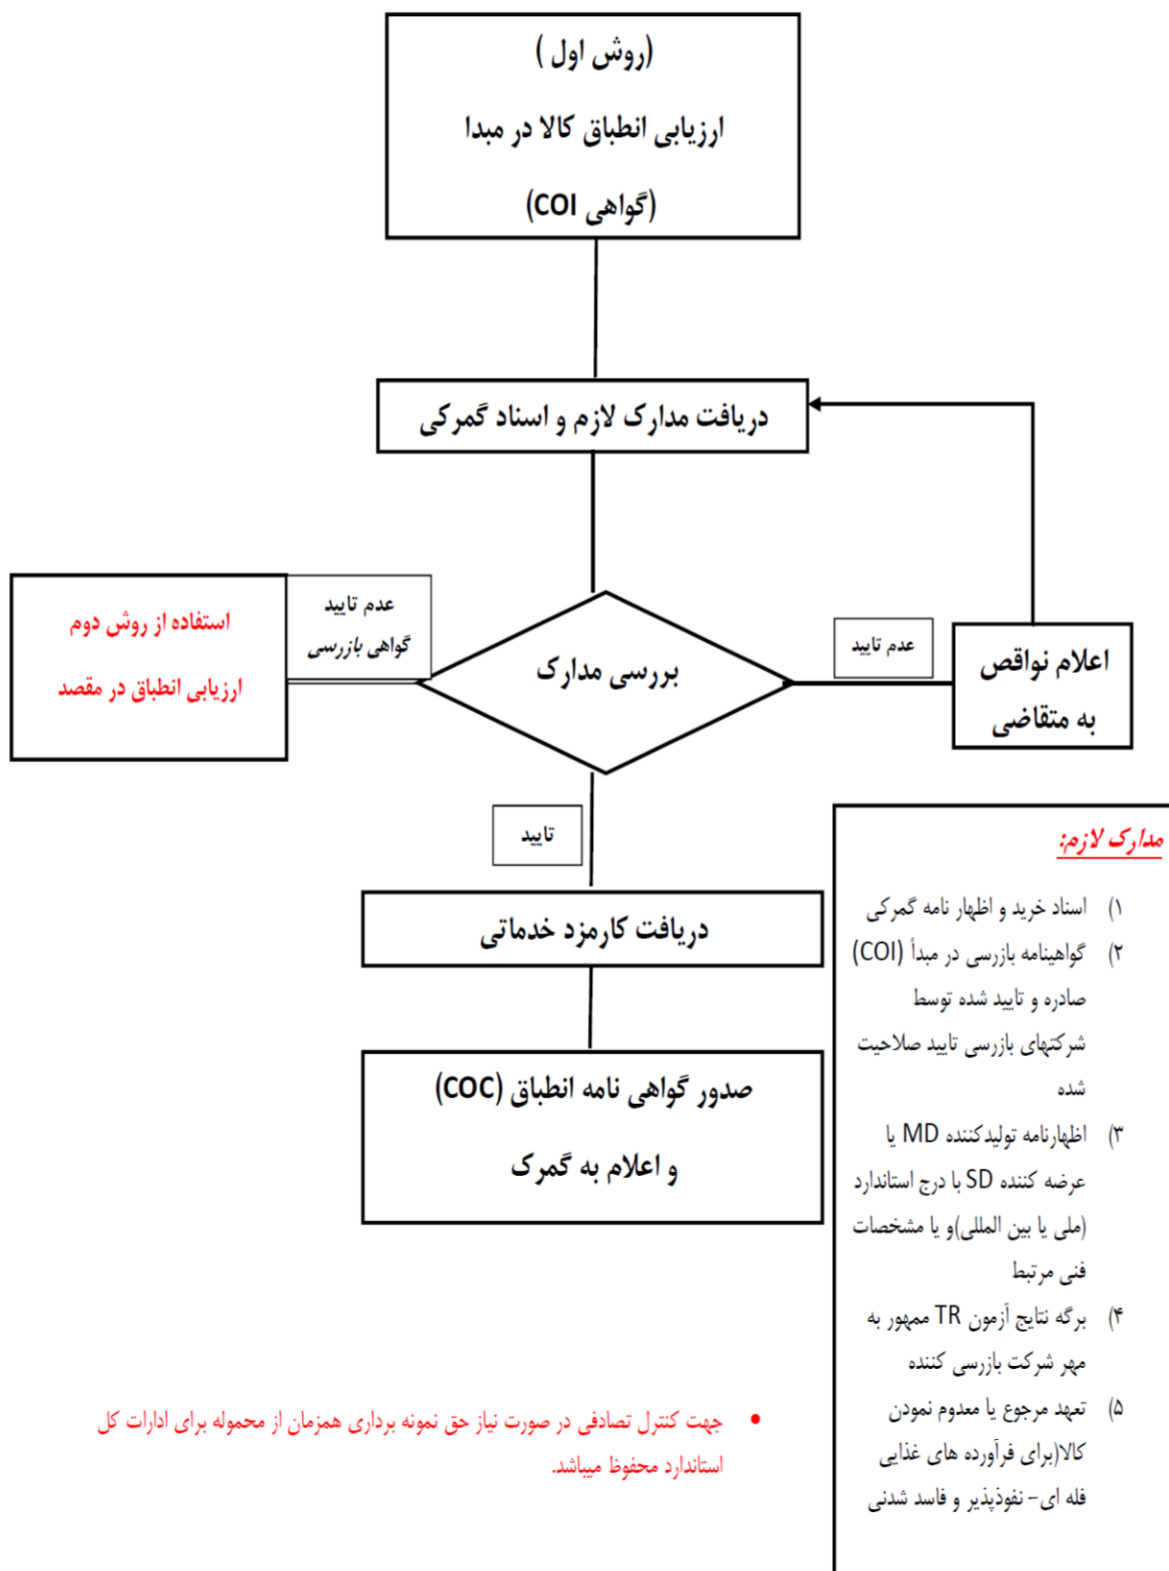 (روش اول )
ارزیابی انطباق کالا در مبدا
(گواهی COI)
دریافت مدارک لازم و اسناد گمرکی
اعلام نواقص
به متقاضی
عدم تایید
بررسی مدارک
عدم تایید
گواهی بازرسی
استفاده از روش دوم
ارزیابی انطباق در مقصد
تایید
دریافت کارمزد خدماتی
صدور گواهی نامه انطباق (COC)
و اعلام به گمرک
مدارک لازم:
۱) اسناد خرید و اظهار نامه گمرکی
۲) گواهینامه بازرسی در مبدأ (COI)
صادره و تایید شده توسط
شرکتهای بازرسی تایید صلاحیت
شده
۳) اظهارنامه تولیدکننده MD یا
عرضه کننده SD با درج استاندارد
(ملی یا بین المللی)و یا مشخصات
فنی مرتبط
۴) برگه نتایج آزمون TR ممهور به
مهر شرکت بازرسی کننده
۵) تعهد مرجوع یا معدوم نمودن
کالا(برای فرآورده های غذایی
فله ای– نفوذپذیر و فاسد شدنی
• جهت کنترل تصادفی در صورت نیاز حق نمونه برداری همزمان از محموله برای ادارات کل
استاندارد محفوظ میباشد.